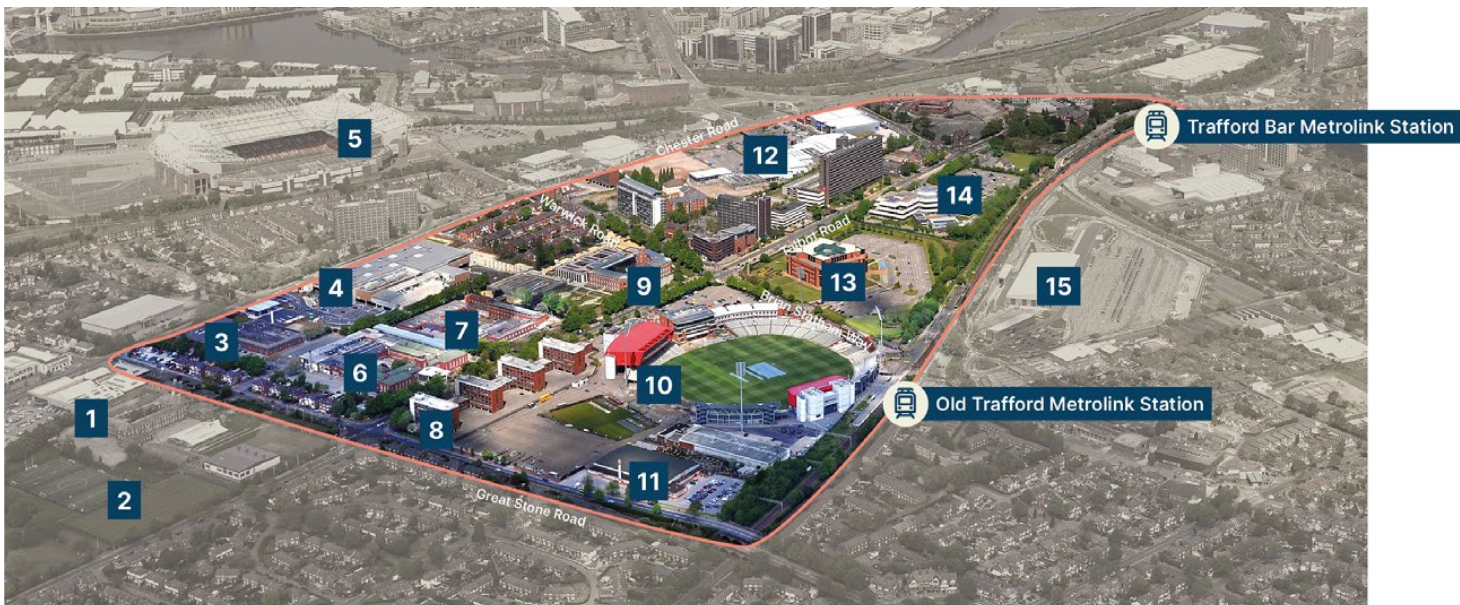 Chester Road
Trafford Bar Metrolink Station
5
12
14
Warwick Road
Talbot Road
4
9
13
15
Brian Statham Way
3
7
6
10
Old Trafford Metrolink Station
1
8
11
2
Great Stone Road